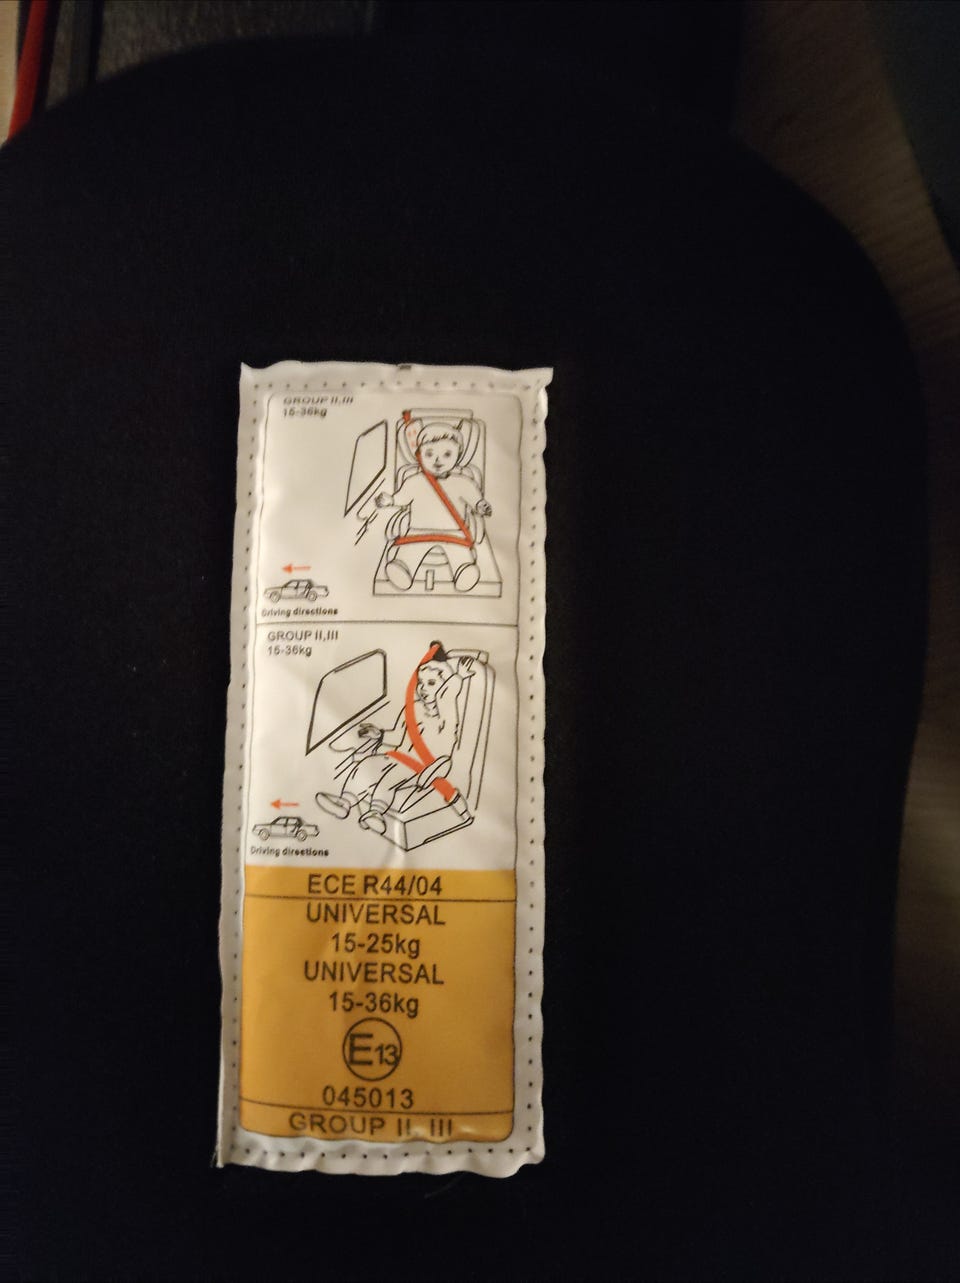 GROUP II,III
15-36kg
Driving directions
GROUP II,III
15-36kg
Driving directions
ECE R44/04
UNIVERSAL
15-25kg
UNIVERSAL
15-36kg
E13
045013
GROUP II, III